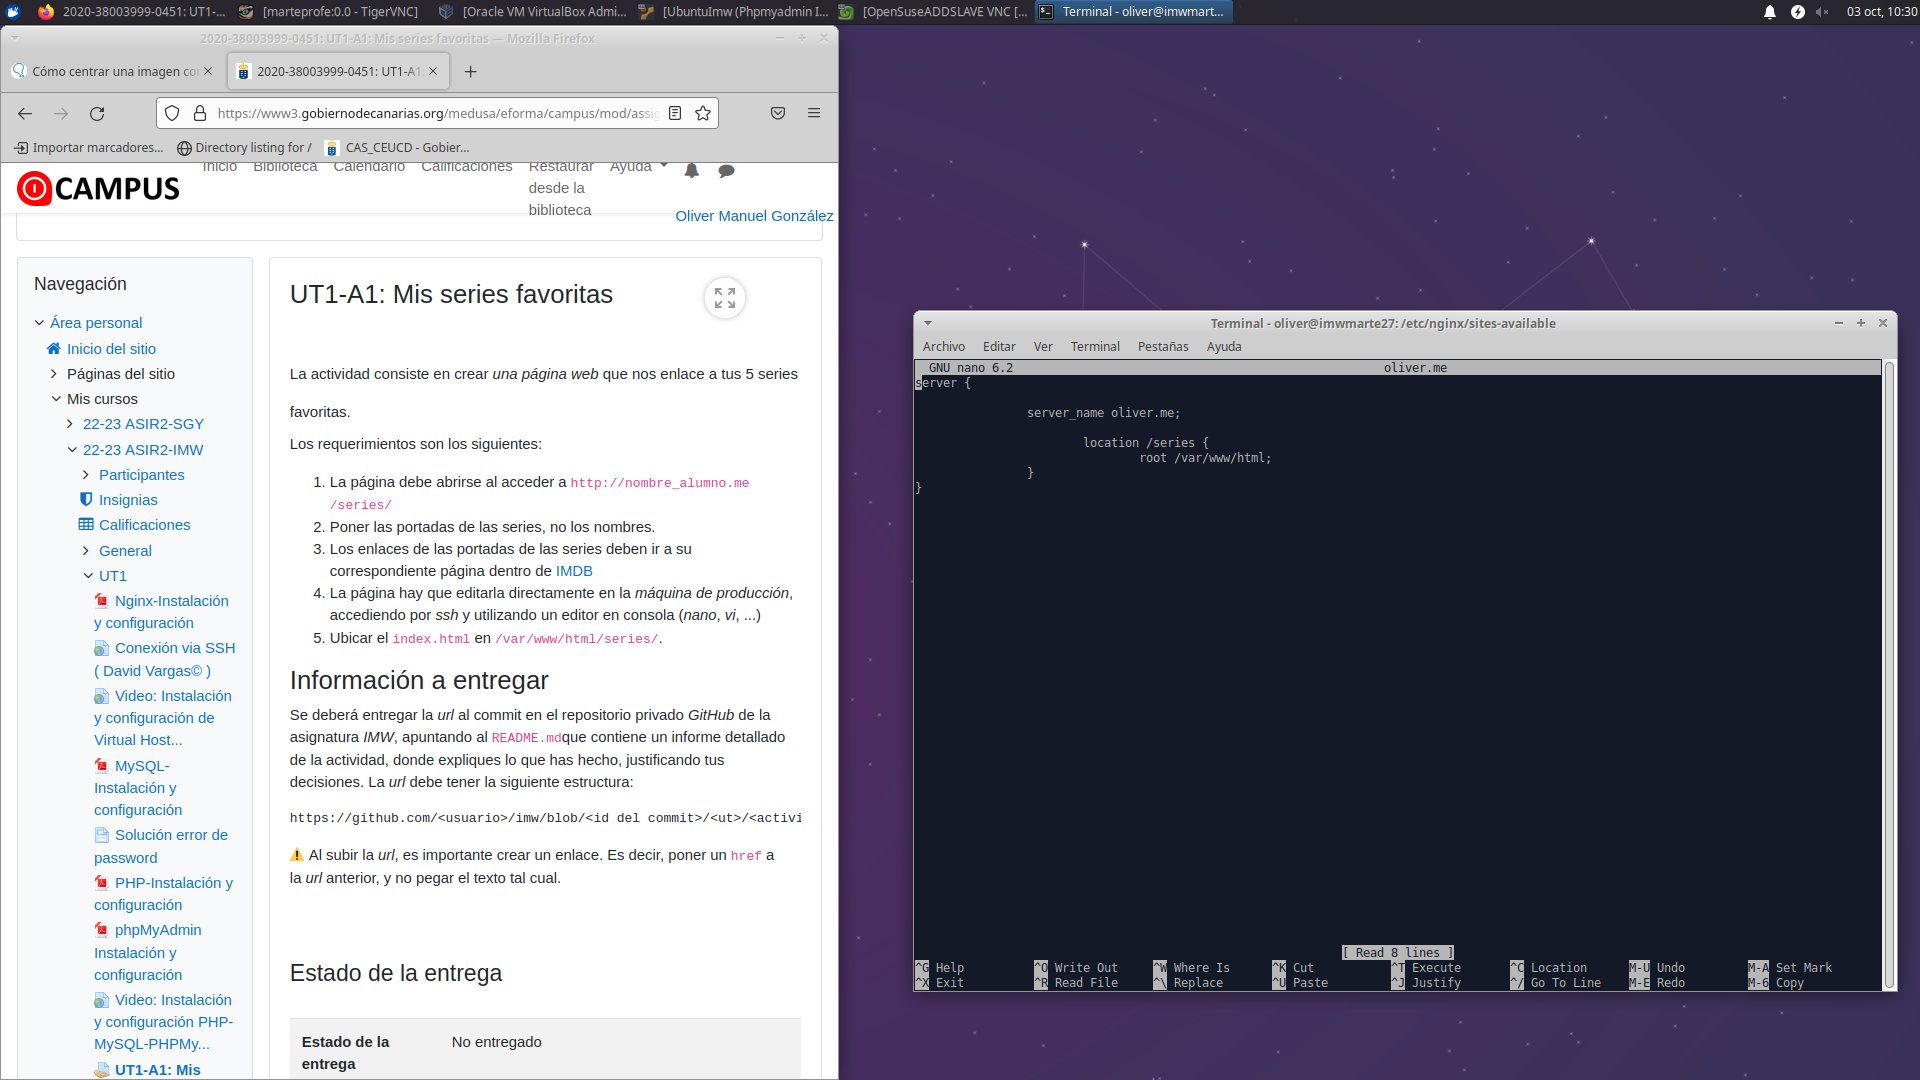 2020-38003999-0451: UT1-...
[marteprofe:0.0 - TigerVNC]
[Oracle VM VirtualBox Admi...
[UbuntuImw (Phpmyadmin I...
[OpenSuseADDSLAVE VNC [...
Terminal - oliver@imwmart...
03 oct, 10:30
2020-38003999-0451: UT1-A1: Mis series favoritas — Mozilla Firefox
Cómo centrar una imagen co
2020-38003999-0451: UT1-A1:
https://www3.gobiernodecanarias.org/medusa/eforma/campus/mod/assig
Importar marcadores...
Directory listing for /
CAS_CEUCD - Gobier...
CAMPUS
Inicio
Biblioteca
Calendario
Calificaciones
Restaurar
desde la
biblioteca
Ayuda
Oliver Manuel González
Navegación
Área personal
Inicio del sitio
Páginas del sitio
Mis cursos
22-23 ASIR2-SGY
22-23 ASIR2-IMW
Participantes
Insignias
Calificaciones
General
UT1
Nginx-Instalación
y configuración
Conexión via SSH
( David Vargas© )
Video: Instalación
y configuración de
Virtual Host...
MySQL-
Instalación y
configuración
Solución error de
password
PHP-Instalación y
configuración
phpMyAdmin
Instalación y
configuración
Video: Instalación
y configuración PHP-
MySQL-PHPMy...
UT1-A1: Mis
UT1-A1: Mis series favoritas
La actividad consiste en crear una página web que nos enlace a tus 5 series
favoritas.
Los requerimientos son los siguientes:
1. La página debe abrirse al acceder a http://nombre_alumno.me
/series/
2. Poner las portadas de las series, no los nombres.
3. Los enlaces de las portadas de las series deben ir a su
correspondiente página dentro de IMDB
4. La página hay que editarla directamente en la máquina de producción,
accediendo por ssh y utilizando un editor en consola (nano, vi, ...)
5. Ubicar el index.html en /var/www/html/series/.
Información a entregar
Se deberá entregar la url al commit en el repositorio privado GitHub de la
asignatura IMW, apuntando al README.mdque contiene un informe detallado
de la actividad, donde expliques lo que has hecho, justificando tus
decisiones. La url debe tener la siguiente estructura:
https://github.com/<usuario>/imw/blob/<id del commit>/<ut>/<activi
Al subir la url, es importante crear un enlace. Es decir, poner un href a
la url anterior, y no pegar el texto tal cual.
Estado de la entrega
Estado de la
entrega
No entregado
Terminal - oliver@imwmarte27: /etc/nginx/sites-available
Archivo Editar Ver Terminal Pestañas Ayuda
GNU nano 6.2 oliver.me
server {
server_name oliver.me;
location /series {
root /var/www/html;
}
}
[ Read 8 lines ]
^G Help ^O Write Out ^W Where Is ^K Cut ^T Execute ^C Location M-U Undo M-A Set Mark
^X Exit ^R Read File ^\ Replace ^U Paste ^J Justify ^/ Go To Line M-E Redo M-6 Copy